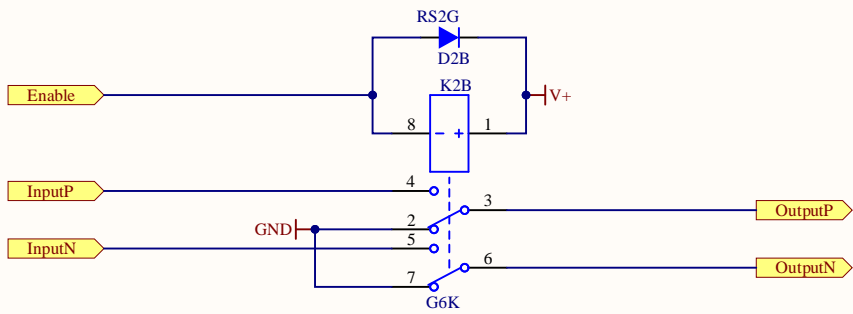 RS2G
D2B
K2B
Enable
V+
8
- +
1
InputP
4
3
OutputP
GND
2
InputN
5
6
OutputN
7
G6K